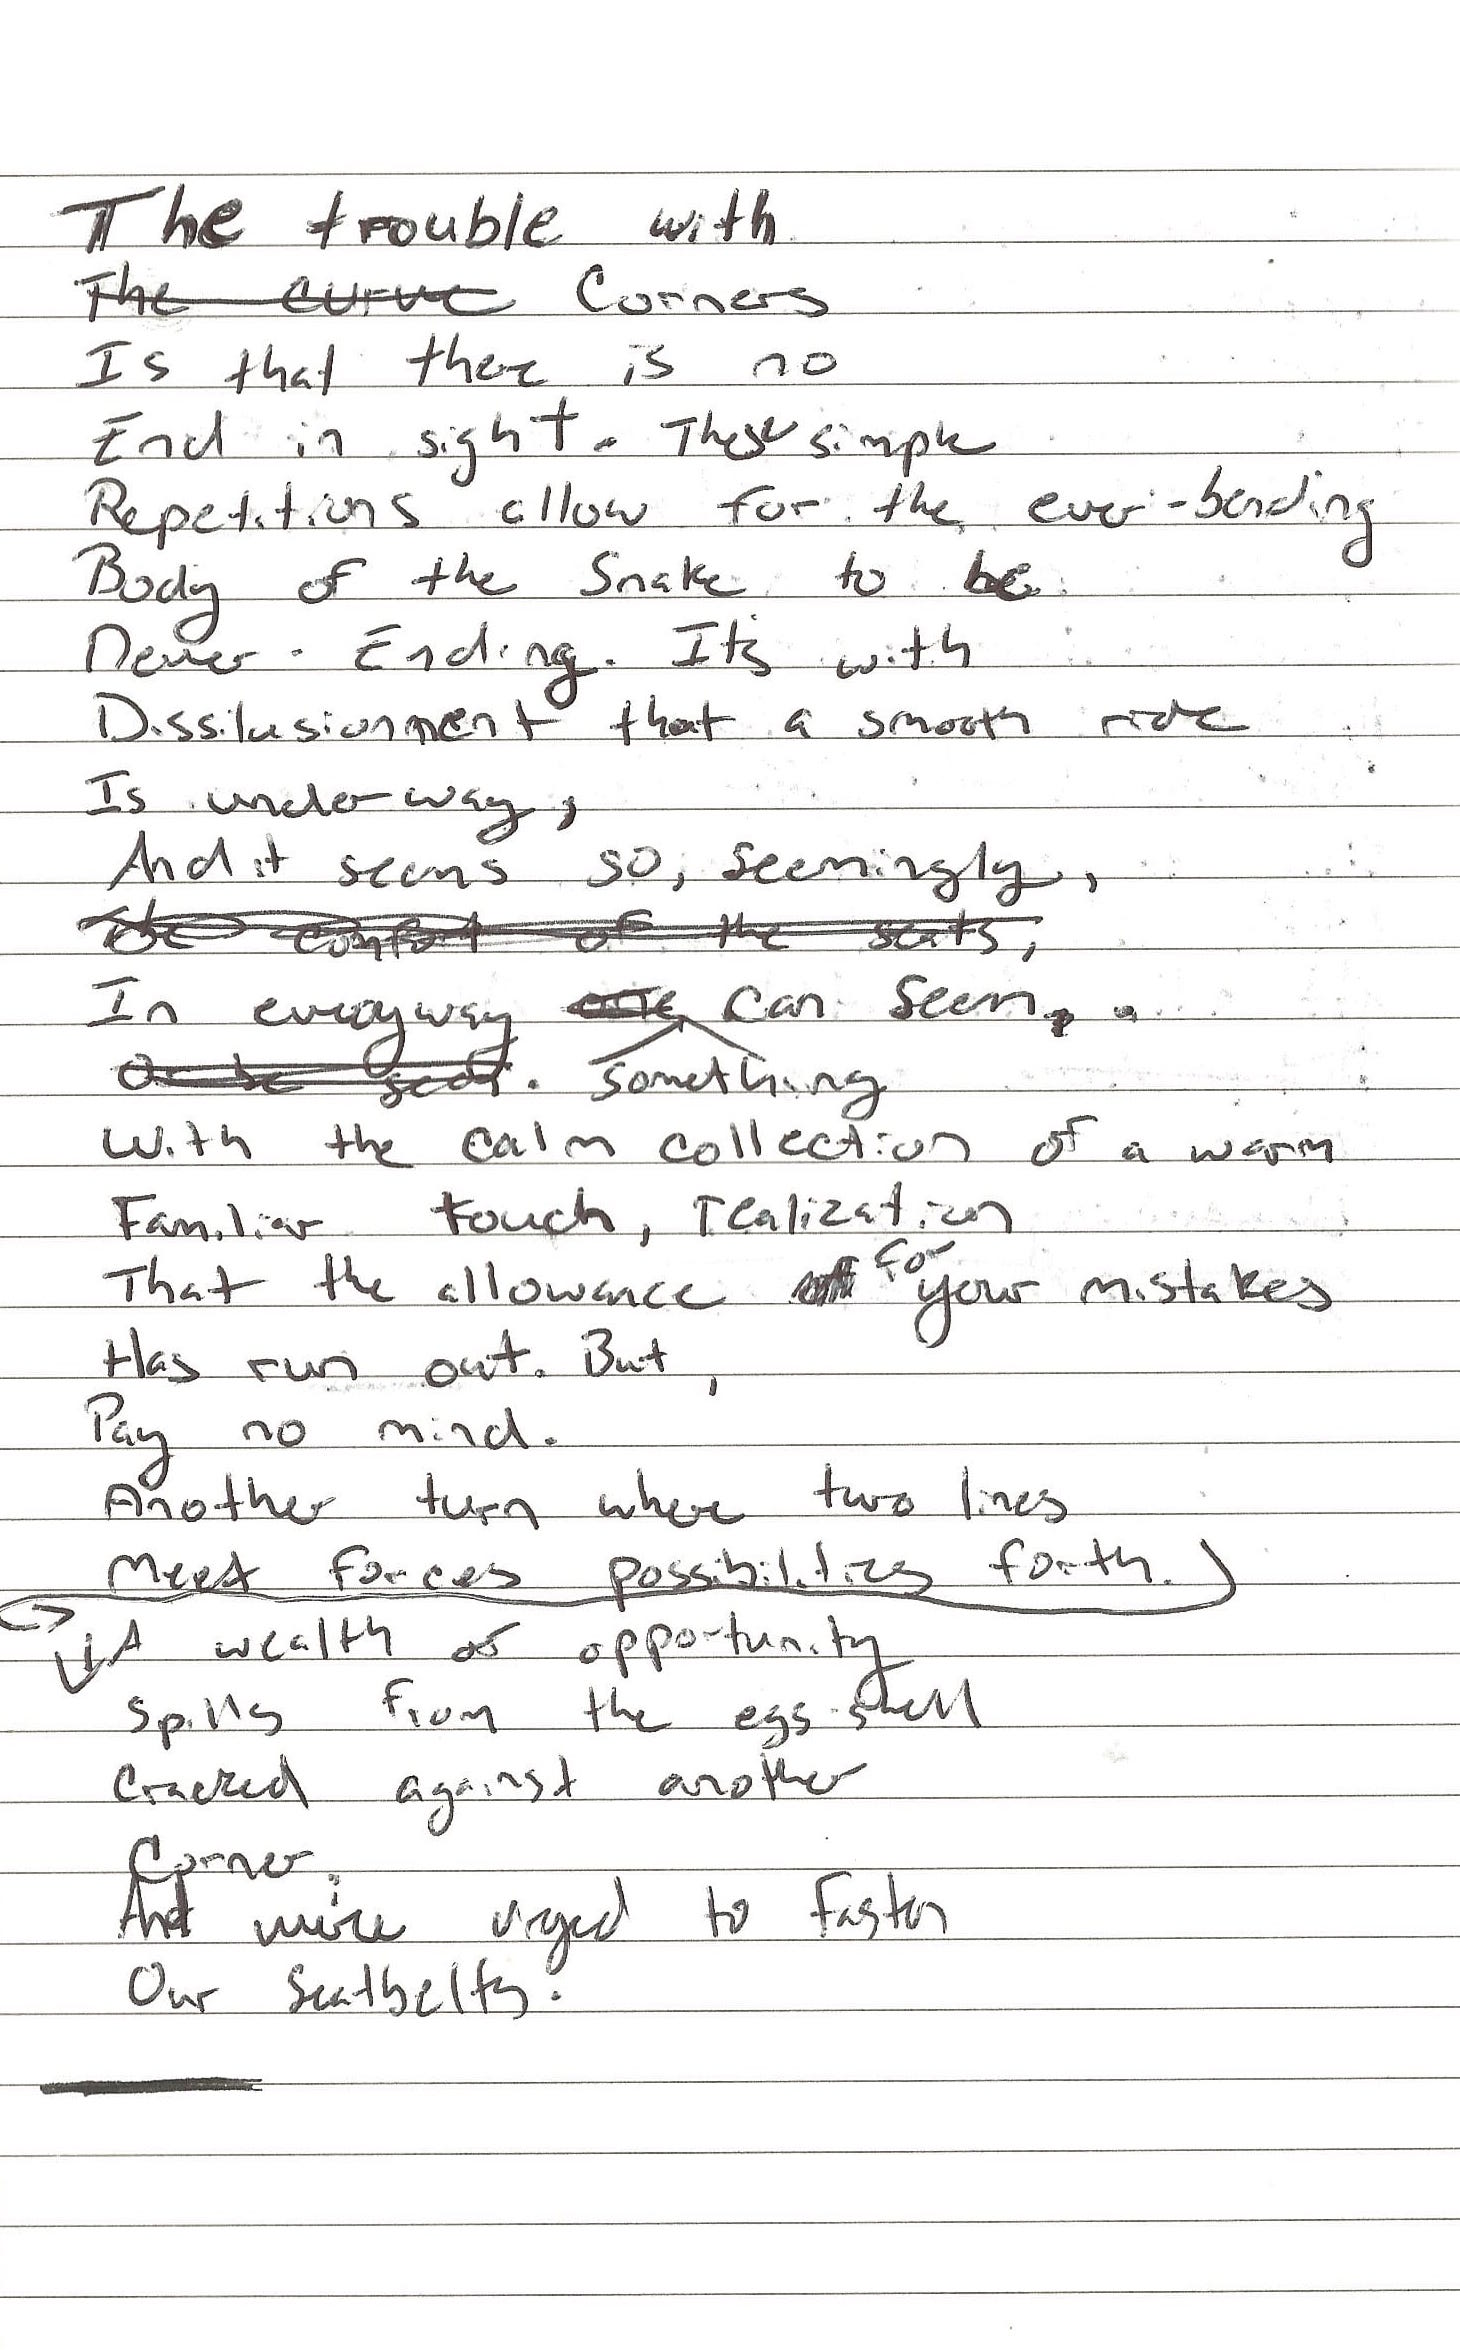 The trouble with
The curve Corners
Is that there is no
End in sight. These simple
Repetitions allow for the ever-bending
Body of the Snake to be
Never-Ending. It's with
Dissilusionment that a smooth ride
Is underway,
And it seems so, seemingly,
The comfort of the seats,
In everyway one can seem..
Or be seen. something
With the calm collection of a warm
Familiar touch, realization
That the allowance for your mistakes
Has run out. But,
Pay no mind.
Another turn where two lines
Meet forces possibilities forth.
A wealth of opportunity
Spills from the egg-shell
Cracked against another
Corner,
And we're urged to fasten
Our Seatbelts.